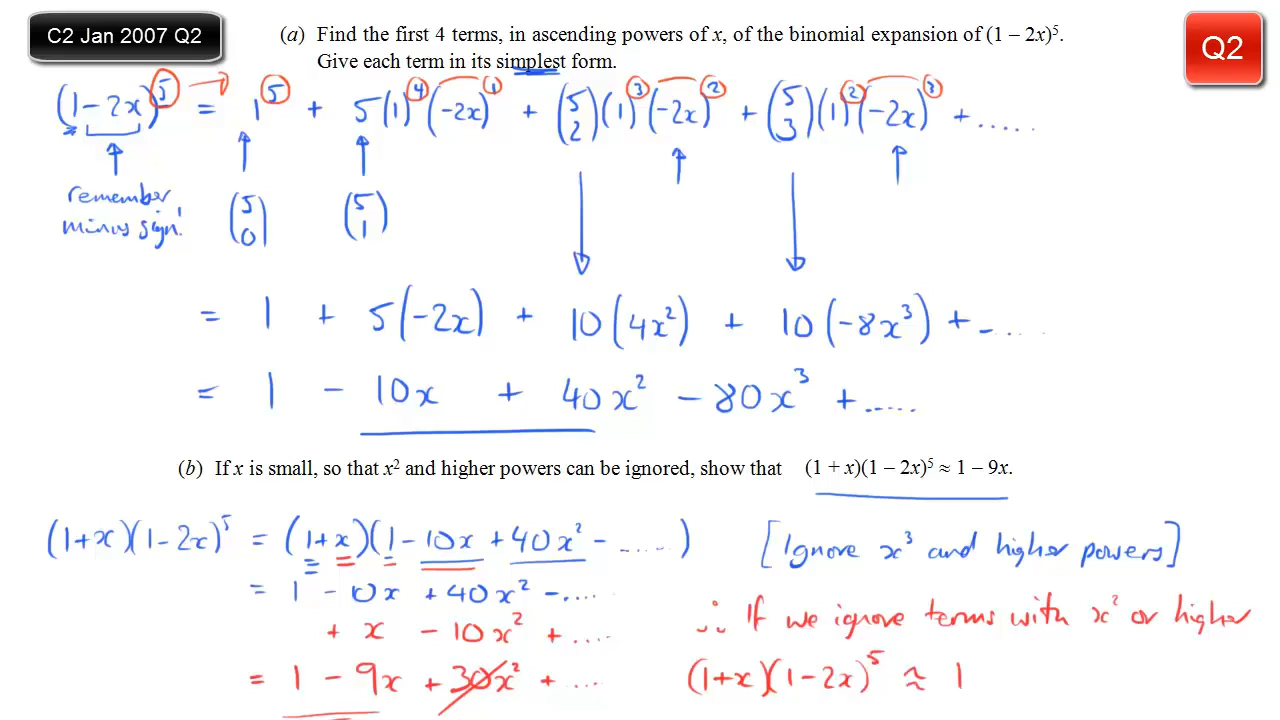 C2 Jan 2007 Q2
(a) Find the first 4 terms, in ascending powers of x, of the binomial expansion of (1 – 2x)⁵.
Q2
Give each term in its simplest form.
(1 - 2x)⁵ → = 1⁵ + 5(1)⁴(-2x)¹ + (5 2)(1)³(-2x)² + (5 3)(1)²(-2x)³ + .....
remember minus sign!
(5 0)
(5 1)
= 1 + 5(-2x) + 10(4x²) + 10(-8x³) + .....
= 1 - 10x + 40x² - 80x³ + .....
(b) If x is small, so that x² and higher powers can be ignored, show that (1 + x)(1 – 2x)⁵ ≈ 1 – 9x.
(1+x)(1-2x)⁵ = (1+x)(1 - 10x + 40x² - .....) [Ignore x³ and higher powers]
= 1 - 10x + 40x² - ....
+ x - 10x² + ....
∴ If we ignore terms with x² or higher
= 1 - 9x + 30x² + ....
(1+x)(1-2x)⁵ ≈ 1